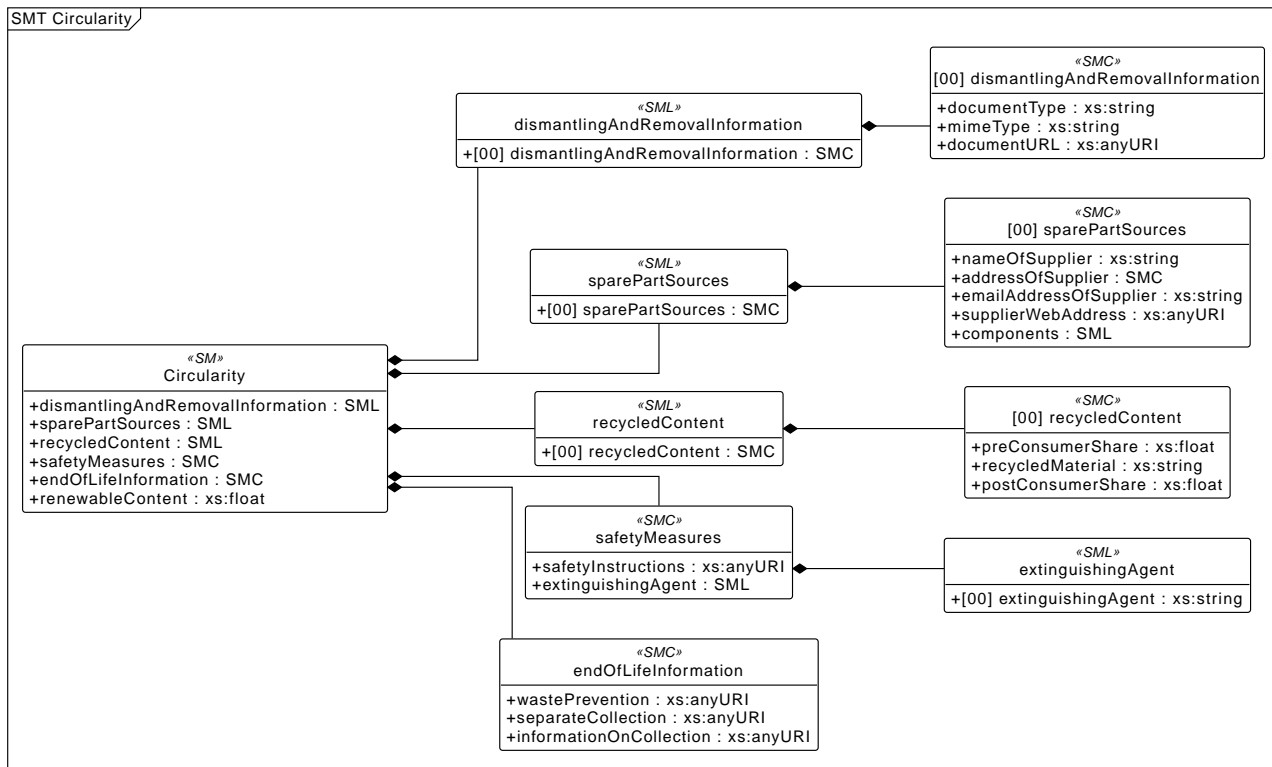 SMT Circularity
«SMC»
[00] dismantlingAndRemovalInformation
+documentType : xs:string
+mimeType : xs:string
+documentURL : xs:anyURI
«SML»
dismantlingAndRemovalInformation
+[00] dismantlingAndRemovalInformation : SMC
«SMC»
[00] sparePartSources
+nameOfSupplier : xs:string
+addressOfSupplier : SMC
+emailAddressOfSupplier : xs:string
+supplierWebAddress : xs:anyURI
+components : SML
«SML»
sparePartSources
+[00] sparePartSources : SMC
«SM»
Circularity
+dismantlingAndRemovalInformation : SML
+sparePartSources : SML
+recycledContent : SML
+safetyMeasures : SMC
+endOfLifeInformation : SMC
+renewableContent : xs:float
«SML»
recycledContent
+[00] recycledContent : SMC
«SMC»
[00] recycledContent
+preConsumerShare : xs:float
+recycledMaterial : xs:string
+postConsumerShare : xs:float
«SMC»
safetyMeasures
+safetyInstructions : xs:anyURI
+extinguishingAgent : SML
«SML»
extinguishingAgent
+[00] extinguishingAgent : xs:string
«SMC»
endOfLifeInformation
+wastePrevention : xs:anyURI
+separateCollection : xs:anyURI
+informationOnCollection : xs:anyURI